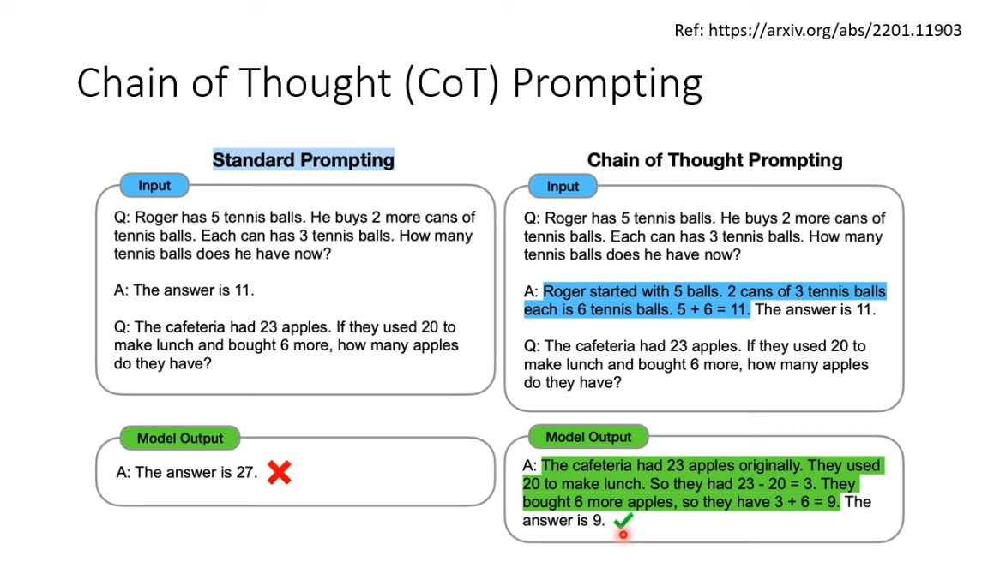 Ref: https://arxiv.org/abs/2201.11903
Chain of Thought (CoT) Prompting
Standard Prompting
Input
Q: Roger has 5 tennis balls. He buys 2 more cans of
tennis balls. Each can has 3 tennis balls. How many
tennis balls does he have now?
A: The answer is 11.
Q: The cafeteria had 23 apples. If they used 20 to
make lunch and bought 6 more, how many apples
do they have?
Model Output
A: The answer is 27.
Chain of Thought Prompting
Input
Q: Roger has 5 tennis balls. He buys 2 more cans of
tennis balls. Each can has 3 tennis balls. How many
tennis balls does he have now?
A: Roger started with 5 balls. 2 cans of 3 tennis balls
each is 6 tennis balls. 5 + 6 = 11. The answer is 11.
Q: The cafeteria had 23 apples. If they used 20 to
make lunch and bought 6 more, how many apples
do they have?
Model Output
A: The cafeteria had 23 apples originally. They used
20 to make lunch. So they had 23 - 20 = 3. They
bought 6 more apples, so they have 3 + 6 = 9. The
answer is 9.